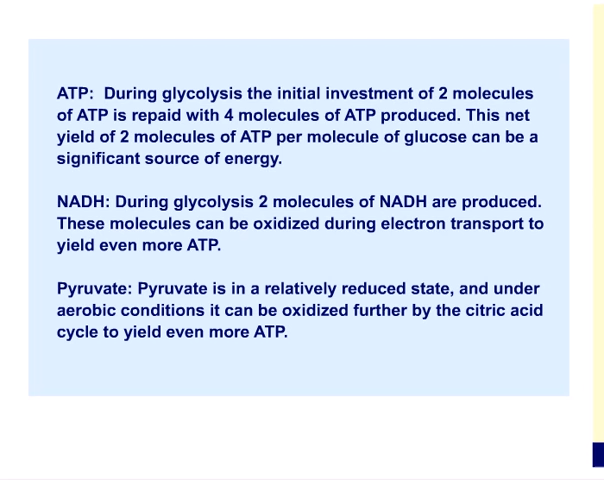 ATP:  During glycolysis the initial investment of 2 molecules
of ATP is repaid with 4 molecules of ATP produced. This net
yield of 2 molecules of ATP per molecule of glucose can be a
significant source of energy.
NADH: During glycolysis 2 molecules of NADH are produced.
These molecules can be oxidized during electron transport to
yield even more ATP.
Pyruvate: Pyruvate is in a relatively reduced state, and under
aerobic conditions it can be oxidized further by the citric acid
cycle to yield even more ATP.